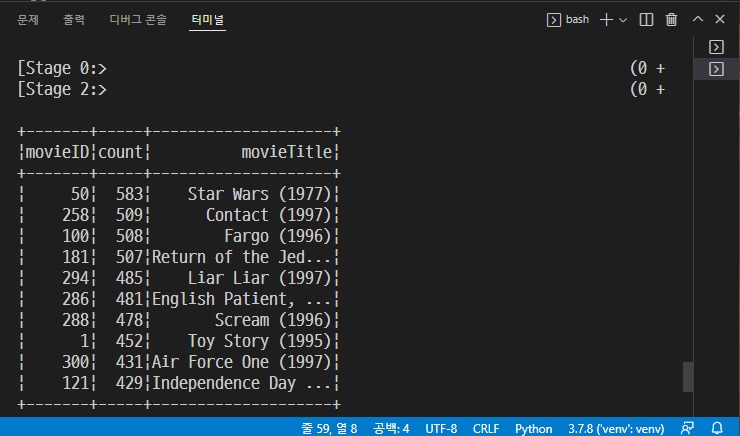 문제 출력 디버그 콘솔 터미널 bash
[Stage 0:> (0 +
[Stage 2:> (0 +
+-------+-----+--------------------+
¦movieID¦count¦          movieTitle¦
+-------+-----+--------------------+
¦     50¦  583¦    Star Wars (1977)¦
¦    258¦  509¦      Contact (1997)¦
¦    100¦  508¦        Fargo (1996)¦
¦    181¦  507¦Return of the Jed...¦
¦    294¦  485¦    Liar Liar (1997)¦
¦    286¦  481¦English Patient, ...¦
¦    288¦  478¦       Scream (1996)¦
¦      1¦  452¦    Toy Story (1995)¦
¦    300¦  431¦Air Force One (1997)¦
¦    121¦  429¦Independence Day ...¦
+-------+-----+--------------------+
줄 59, 열 8 공백: 4 UTF-8 CRLF Python 3.7.8 ('venv': venv)